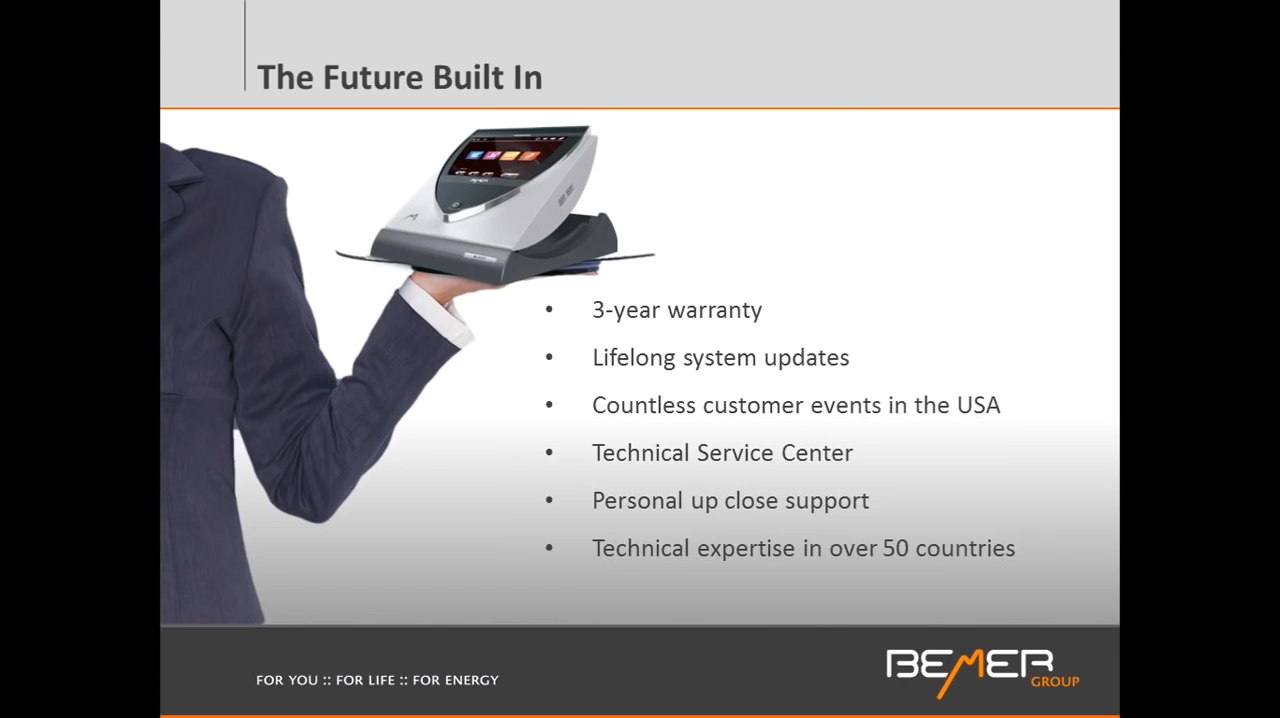 The Future Built In
• 3-year warranty
• Lifelong system updates
• Countless customer events in the USA
• Technical Service Center
• Personal up close support
• Technical expertise in over 50 countries
FOR YOU :: FOR LIFE :: FOR ENERGY
BEMER
GROUP